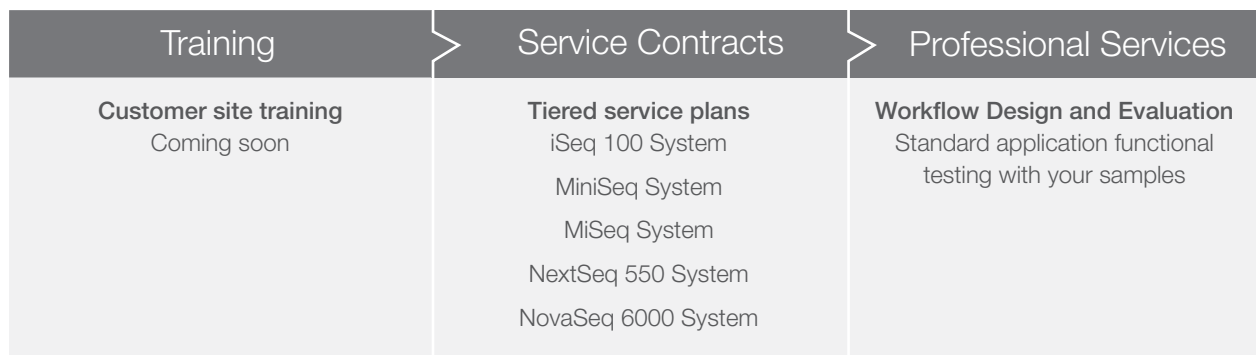 Training
Customer site training
Coming soon
Service Contracts
Tiered service plans
iSeq 100 System
MiniSeq System
MiSeq System
NextSeq 550 System
NovaSeq 6000 System
Professional Services
Workflow Design and Evaluation
Standard application functional
testing with your samples